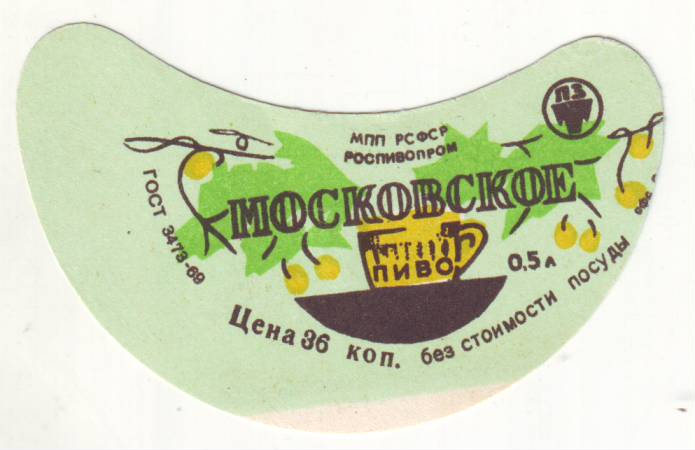 ПЗ
МПП РСФСР
РОСПИВОПРОМ
МОСКОВСКОЕ
ПИВО
0,5 л
ГОСТ 3473-69
Цена 36 коп. без стоимости посуды